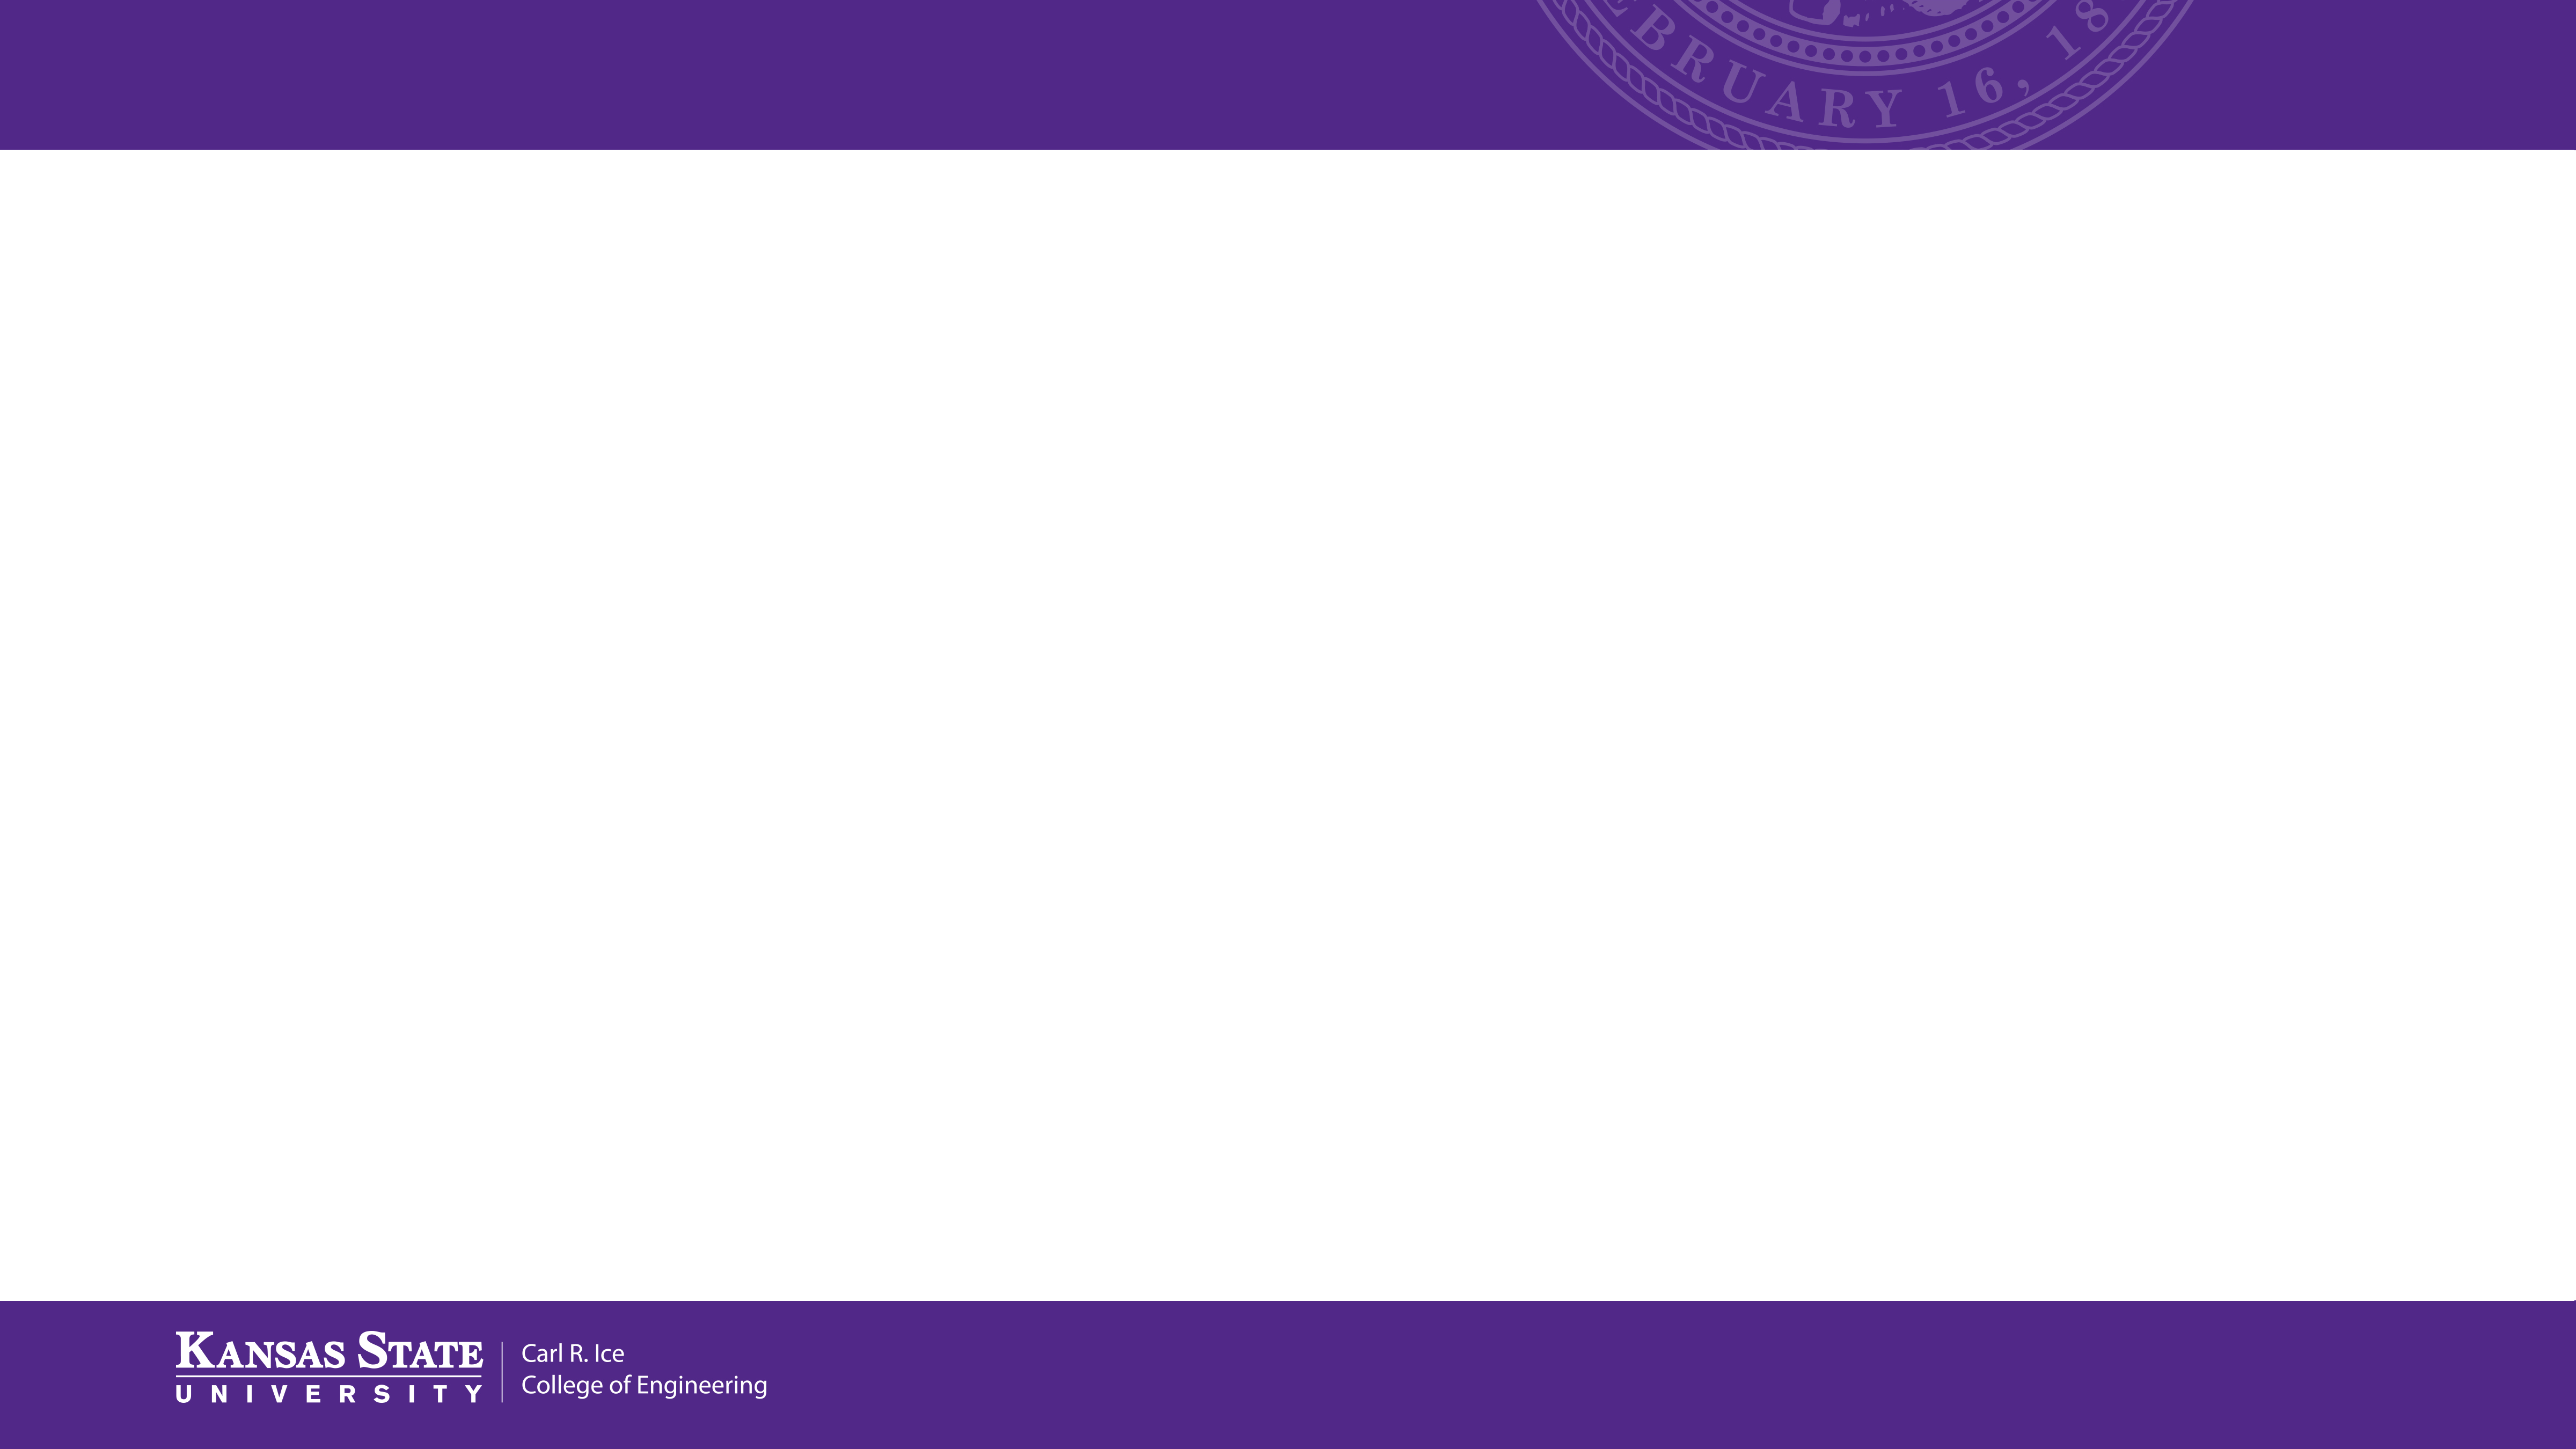 EBRUARY 16, 18
KANSAS STATE
UNIVERSITY
Carl R. Ice
College of Engineering